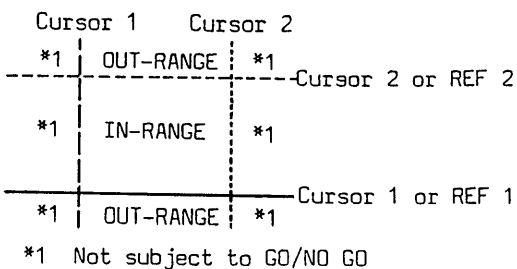 Cursor 1 Cursor 2
*1 OUT-RANGE *1
Cursor 2 or REF 2
*1 IN-RANGE *1
Cursor 1 or REF 1
*1 OUT-RANGE *1
*1 Not subject to GO/NO GO